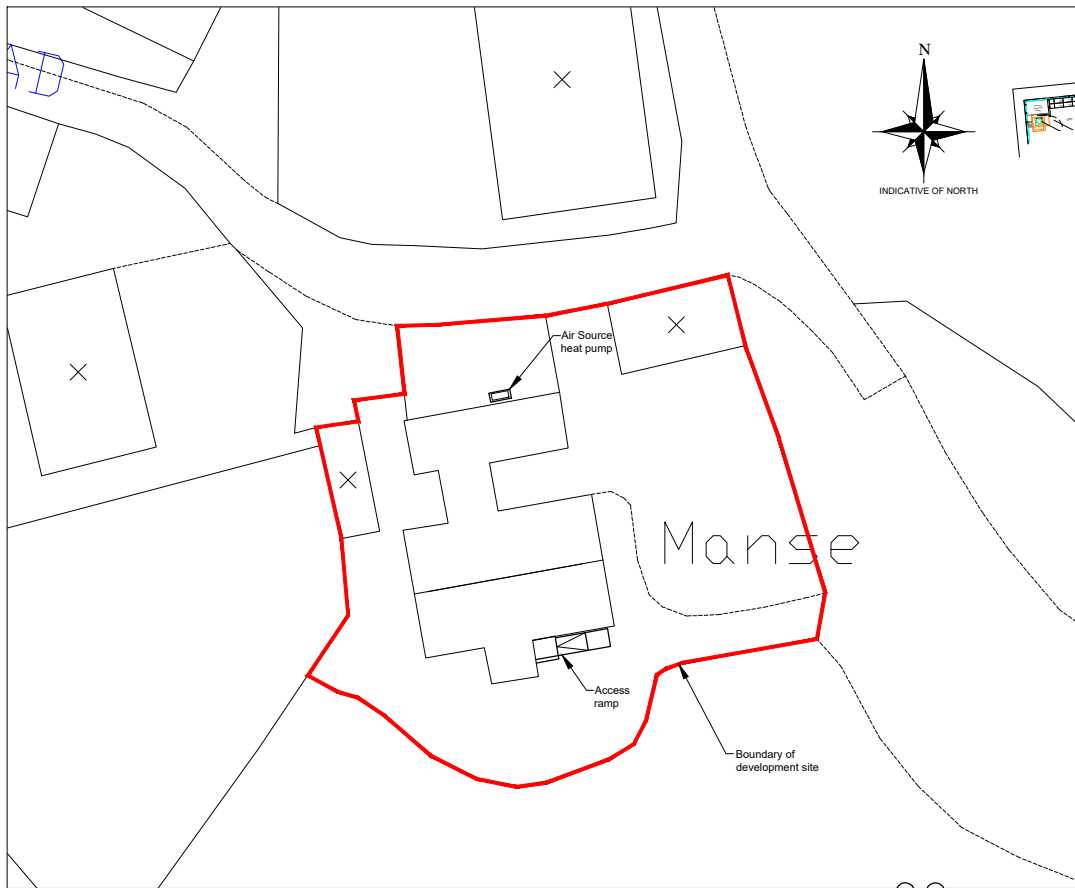 N
INDICATIVE OF NORTH
Air Source
heat pump
Manse
Access
ramp
Boundary of
development site